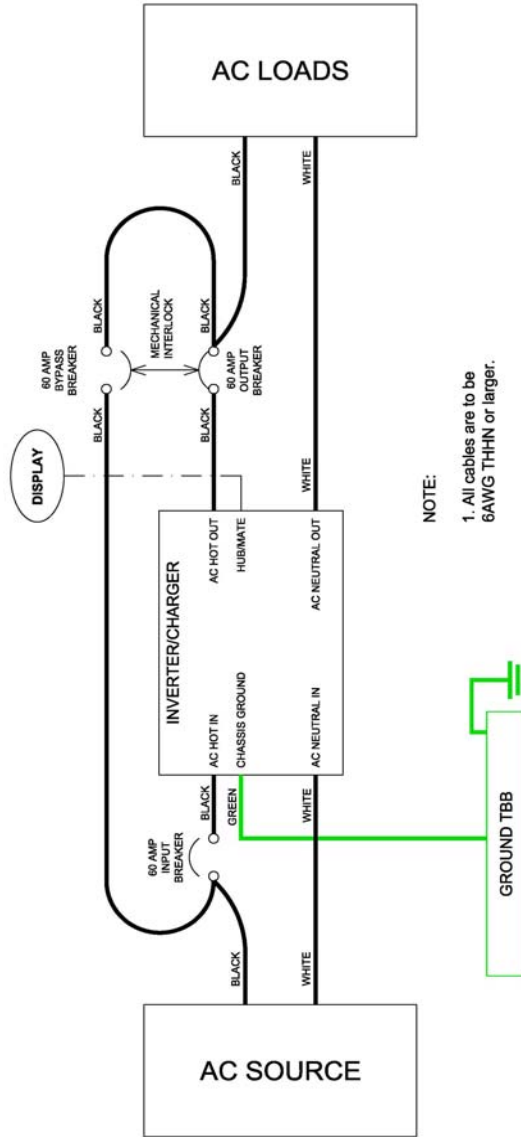 AC SOURCE
BLACK
WHITE
60 AMP
INPUT
BREAKER
BLACK
GREEN
WHITE
INVERTER/CHARGER
AC HOT IN
CHASSIS GROUND
AC NEUTRAL IN
AC HOT OUT
HUB/MATE
AC NEUTRAL OUT
DISPLAY
60 AMP
BYPASS
BREAKER
BLACK
BLACK
MECHANICAL
INTERLOCK
BLACK
BLACK
60 AMP
OUTPUT
BREAKER
WHITE
BLACK
WHITE
AC LOADS
GROUND TBB
NOTE:
1. All cables are to be
6AWG THHN or larger.